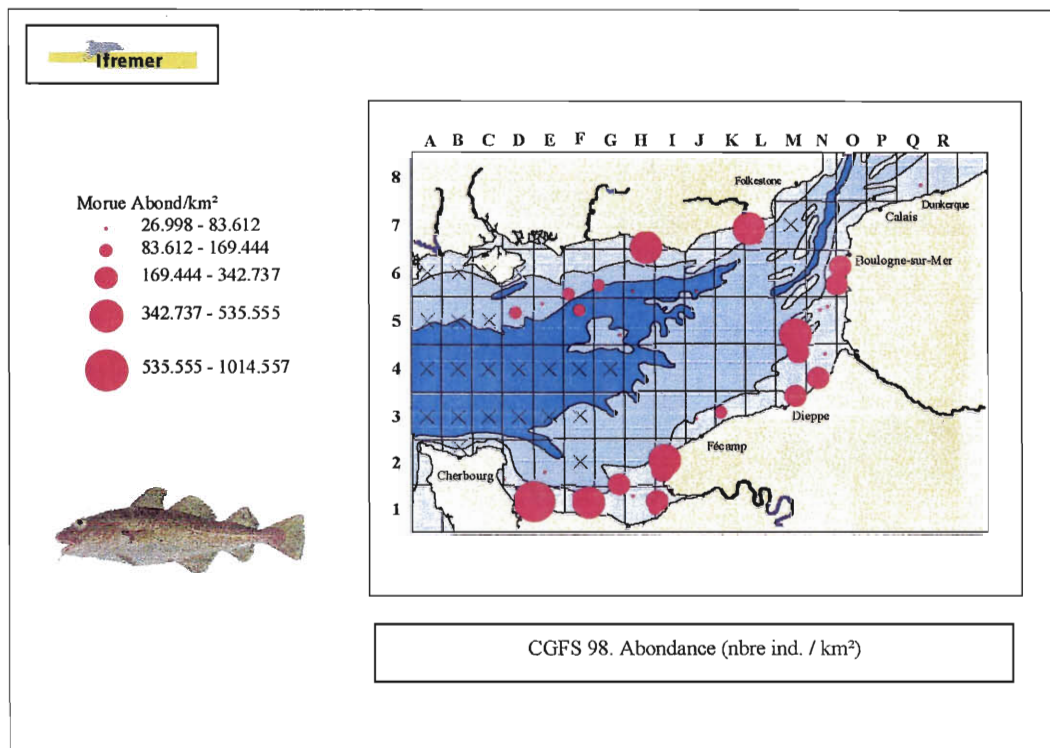 Ifremer
Morue Abond/km²
26.998 - 83.612
83.612 - 169.444
169.444 - 342.737
342.737 - 535.555
535.555 - 1014.557
A B C D E F G H I J K L M N O P Q R
8
7
6
5
4
3
2
1
Folkestone
Dunkerque
Calais
Boulogne-sur-Mer
Dieppe
Fécamp
Cherbourg
CGFS 98. Abondance (nbre ind. / km²)